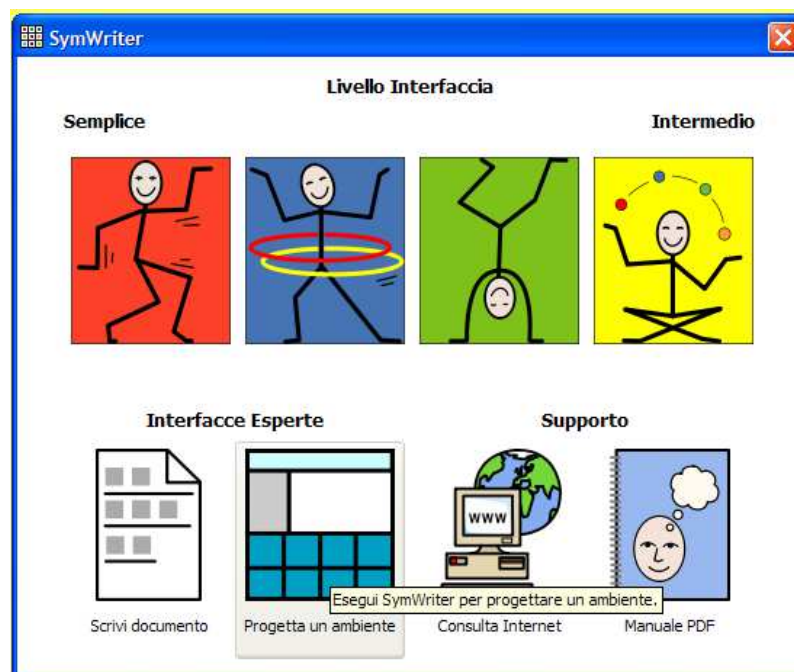 SymWriter
Livello Interfaccia
Semplice Intermedio
Interfacce Esperte Supporto
WWW
Esegui SymWriter per progettare un ambiente.
Scrivi documento Progetta un ambiente Consulta Internet Manuale PDF